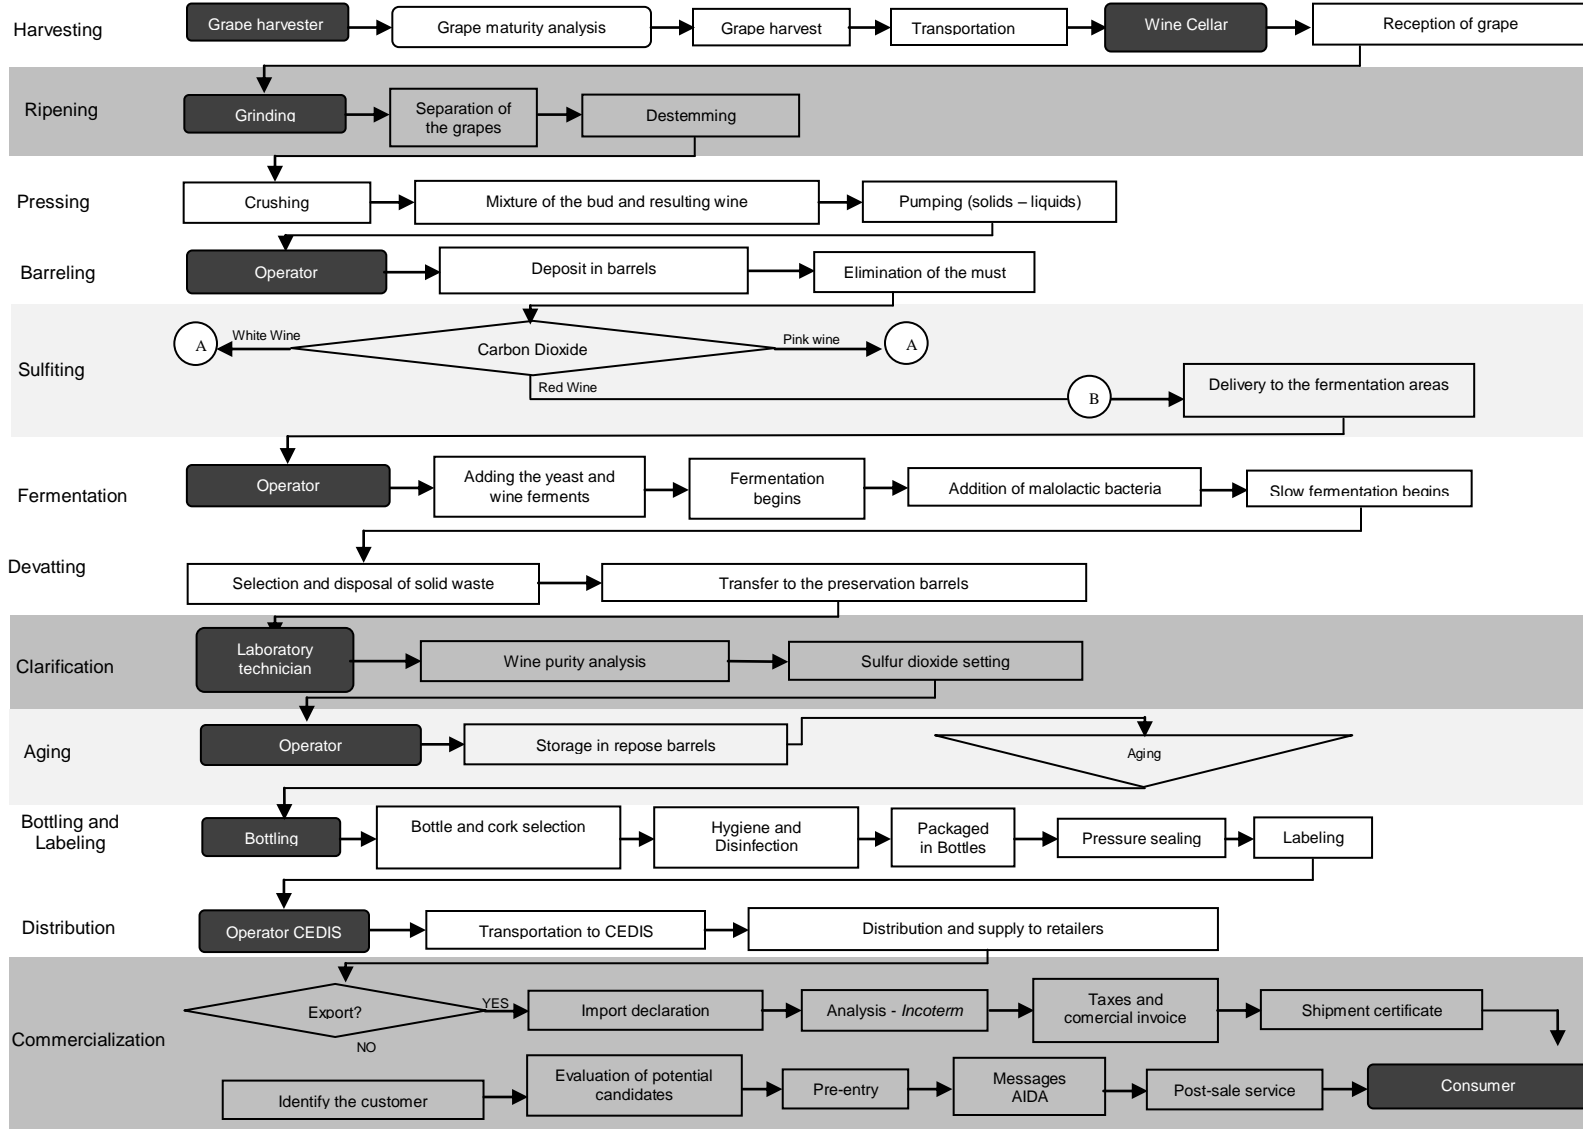 Harvesting
Grape harvester
Grape maturity analysis
Grape harvest
Transportation
Wine Cellar
Reception of grape
Ripening
Grinding
Separation of
the grapes
Destemming
Pressing
Crushing
Mixture of the bud and resulting wine
Pumping (solids – liquids)
Barreling
Operator
Deposit in barrels
Elimination of the must
Sulfiting
A
White Wine
Carbon Dioxide
Pink wine
A
Red Wine
B
Delivery to the fermentation areas
Fermentation
Operator
Adding the yeast and
wine ferments
Fermentation
begins
Addition of malolactic bacteria
Slow fermentation begins
Devatting
Selection and disposal of solid waste
Transfer to the preservation barrels
Clarification
Laboratory
technician
Wine purity analysis
Sulfur dioxide setting
Aging
Operator
Storage in repose barrels
Aging
Bottling and
Labeling
Bottling
Bottle and cork selection
Hygiene and
Disinfection
Packaged
in Bottles
Pressure sealing
Labeling
Distribution
Operator CEDIS
Transportation to CEDIS
Distribution and supply to retailers
Commercialization
Export?
YES
NO
Import declaration
Analysis - Incoterm
Taxes and
comercial invoice
Shipment certificate
Identify the customer
Evaluation of potential
candidates
Pre-entry
Messages
AIDA
Post-sale service
Consumer